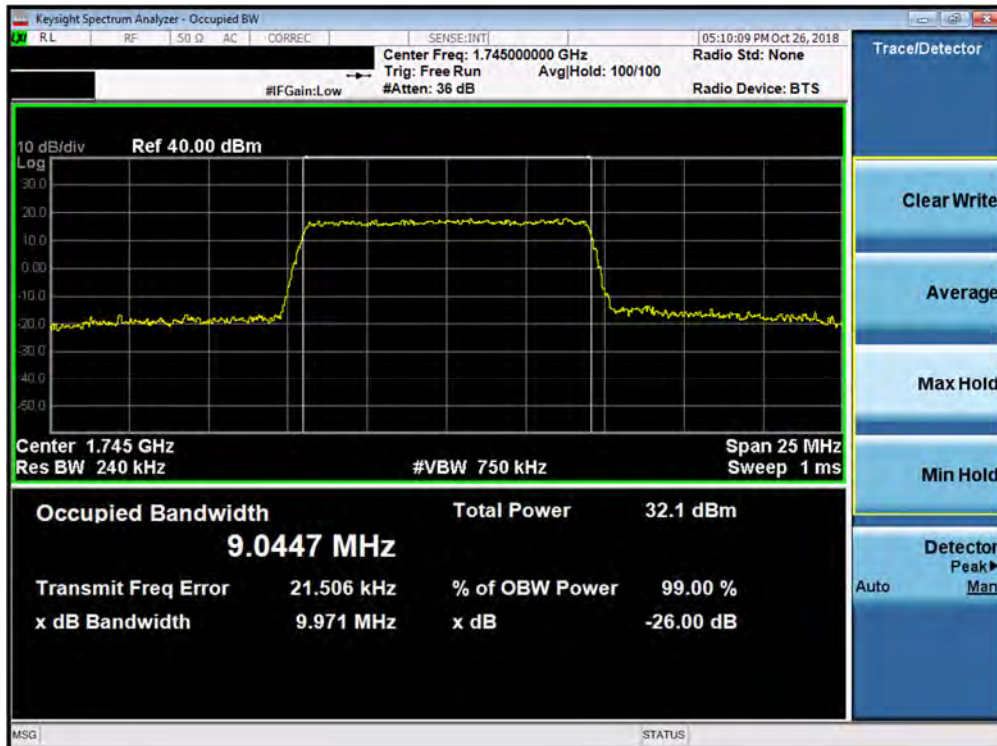 Keysight Spectrum Analyzer - Occupied BW
RL RF 50 Ω AC CORREC SENSE:INT 05:10:09 PM Oct 26, 2018
Center Freq: 1.745000000 GHz Radio Std: None
Trig: Free Run Avg|Hold: 100/100
#IFGain:Low #Atten: 36 dB Radio Device: BTS
10 dB/div Ref 40.00 dBm
Log
30.0
20.0
10.0
0.00
-10.0
-20.0
-30.0
-40.0
-50.0
Center 1.745 GHz Span 25 MHz
Res BW 240 kHz #VBW 750 kHz Sweep 1 ms
Occupied Bandwidth Total Power 32.1 dBm
9.0447 MHz
Transmit Freq Error 21.506 kHz % of OBW Power 99.00 %
x dB Bandwidth 9.971 MHz x dB -26.00 dB
MSG STATUS
Trace/Detector
Clear Write
Average
Max Hold
Min Hold
Detector
Peak▶
Auto Man